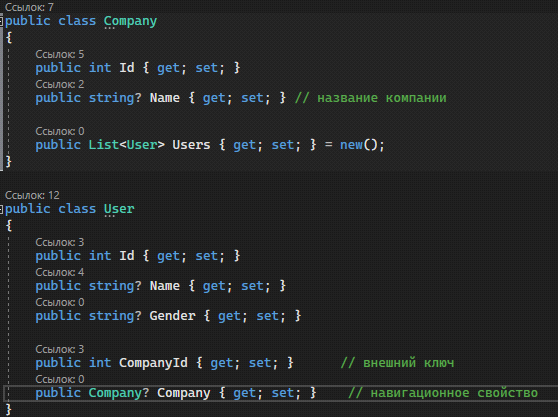 Ссылок: 7
public class Company
{
Ссылок: 5
public int Id { get; set; }
Ссылок: 2
public string? Name { get; set; } // название компании
Ссылок: 0
public List<User> Users { get; set; } = new();
}
Ссылок: 12
public class User
{
Ссылок: 3
public int Id { get; set; }
Ссылок: 4
public string? Name { get; set; }
Ссылок: 0
public string? Gender { get; set; }
Ссылок: 3
public int CompanyId { get; set; } // внешний ключ
Ссылок: 0
public Company? Company { get; set; } // навигационное свойство
}